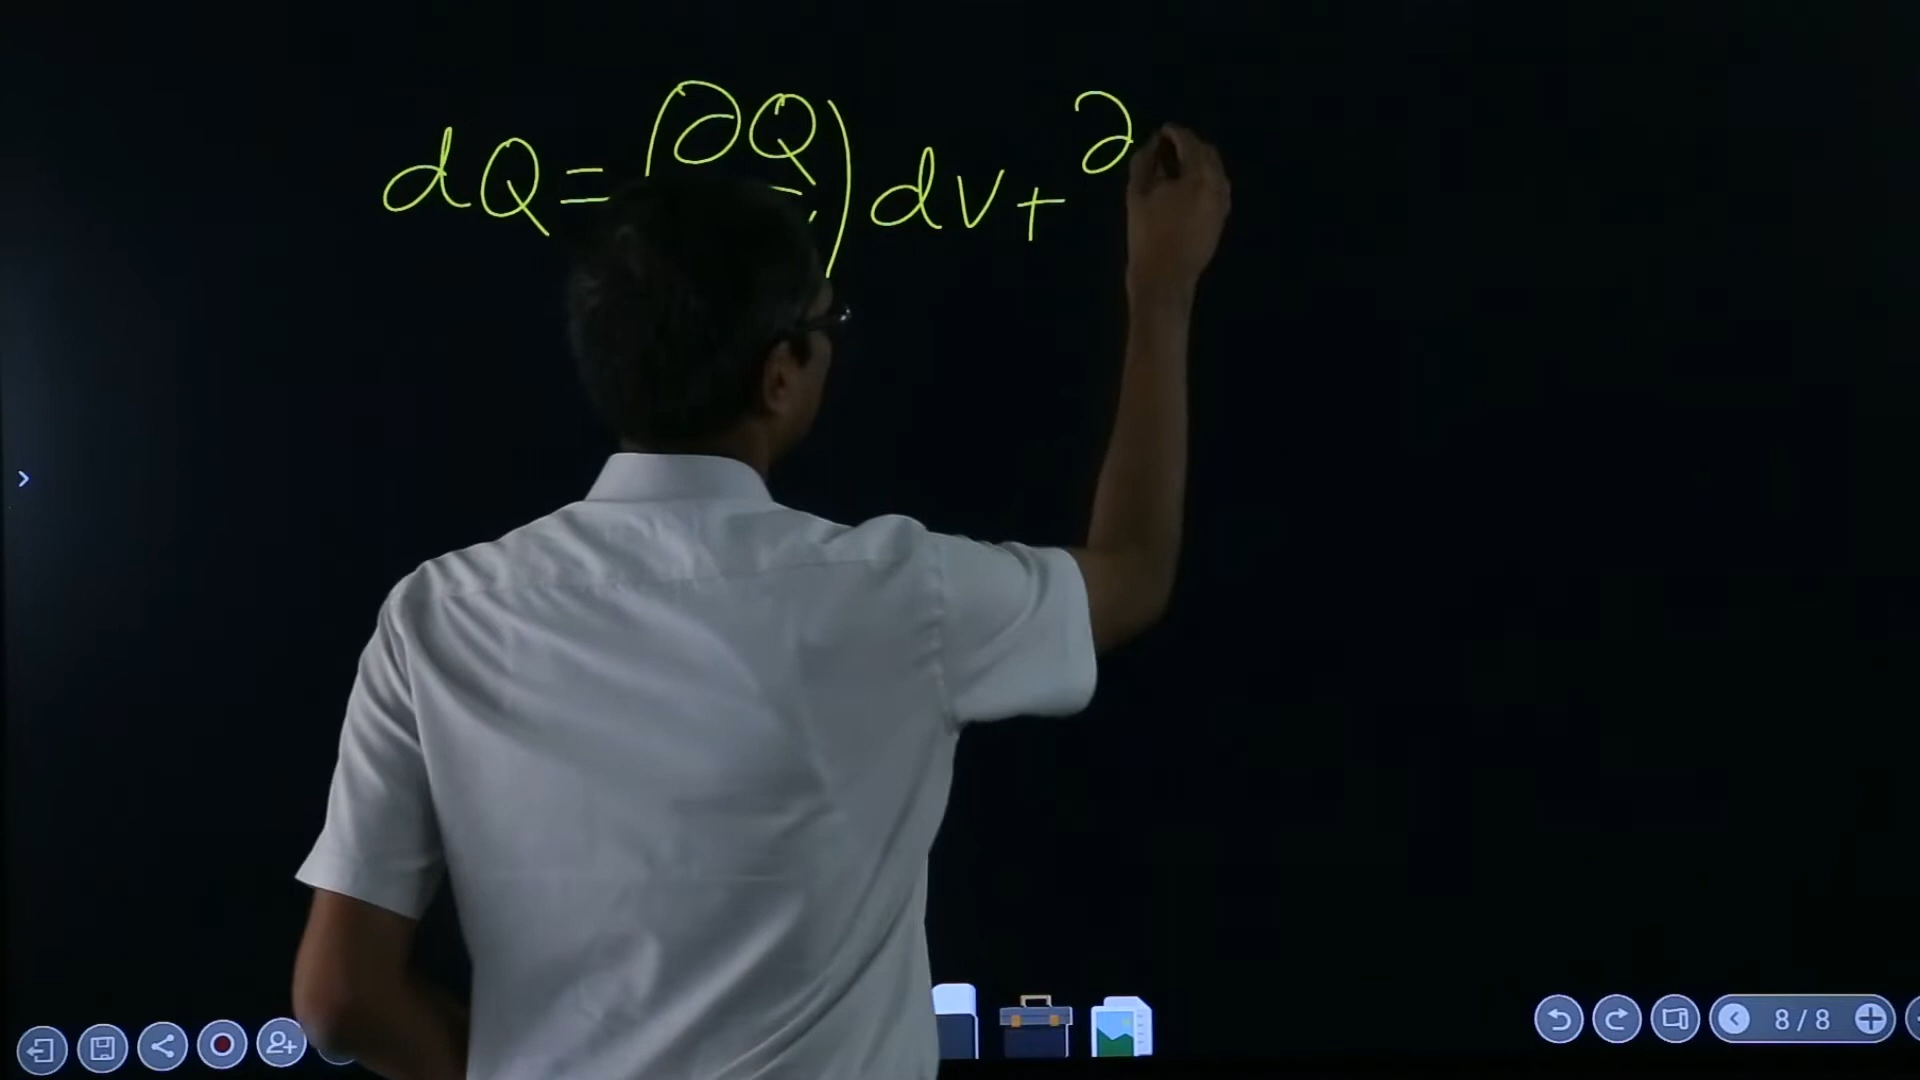 dQ = (∂Q ) dv + ∂
8 / 8